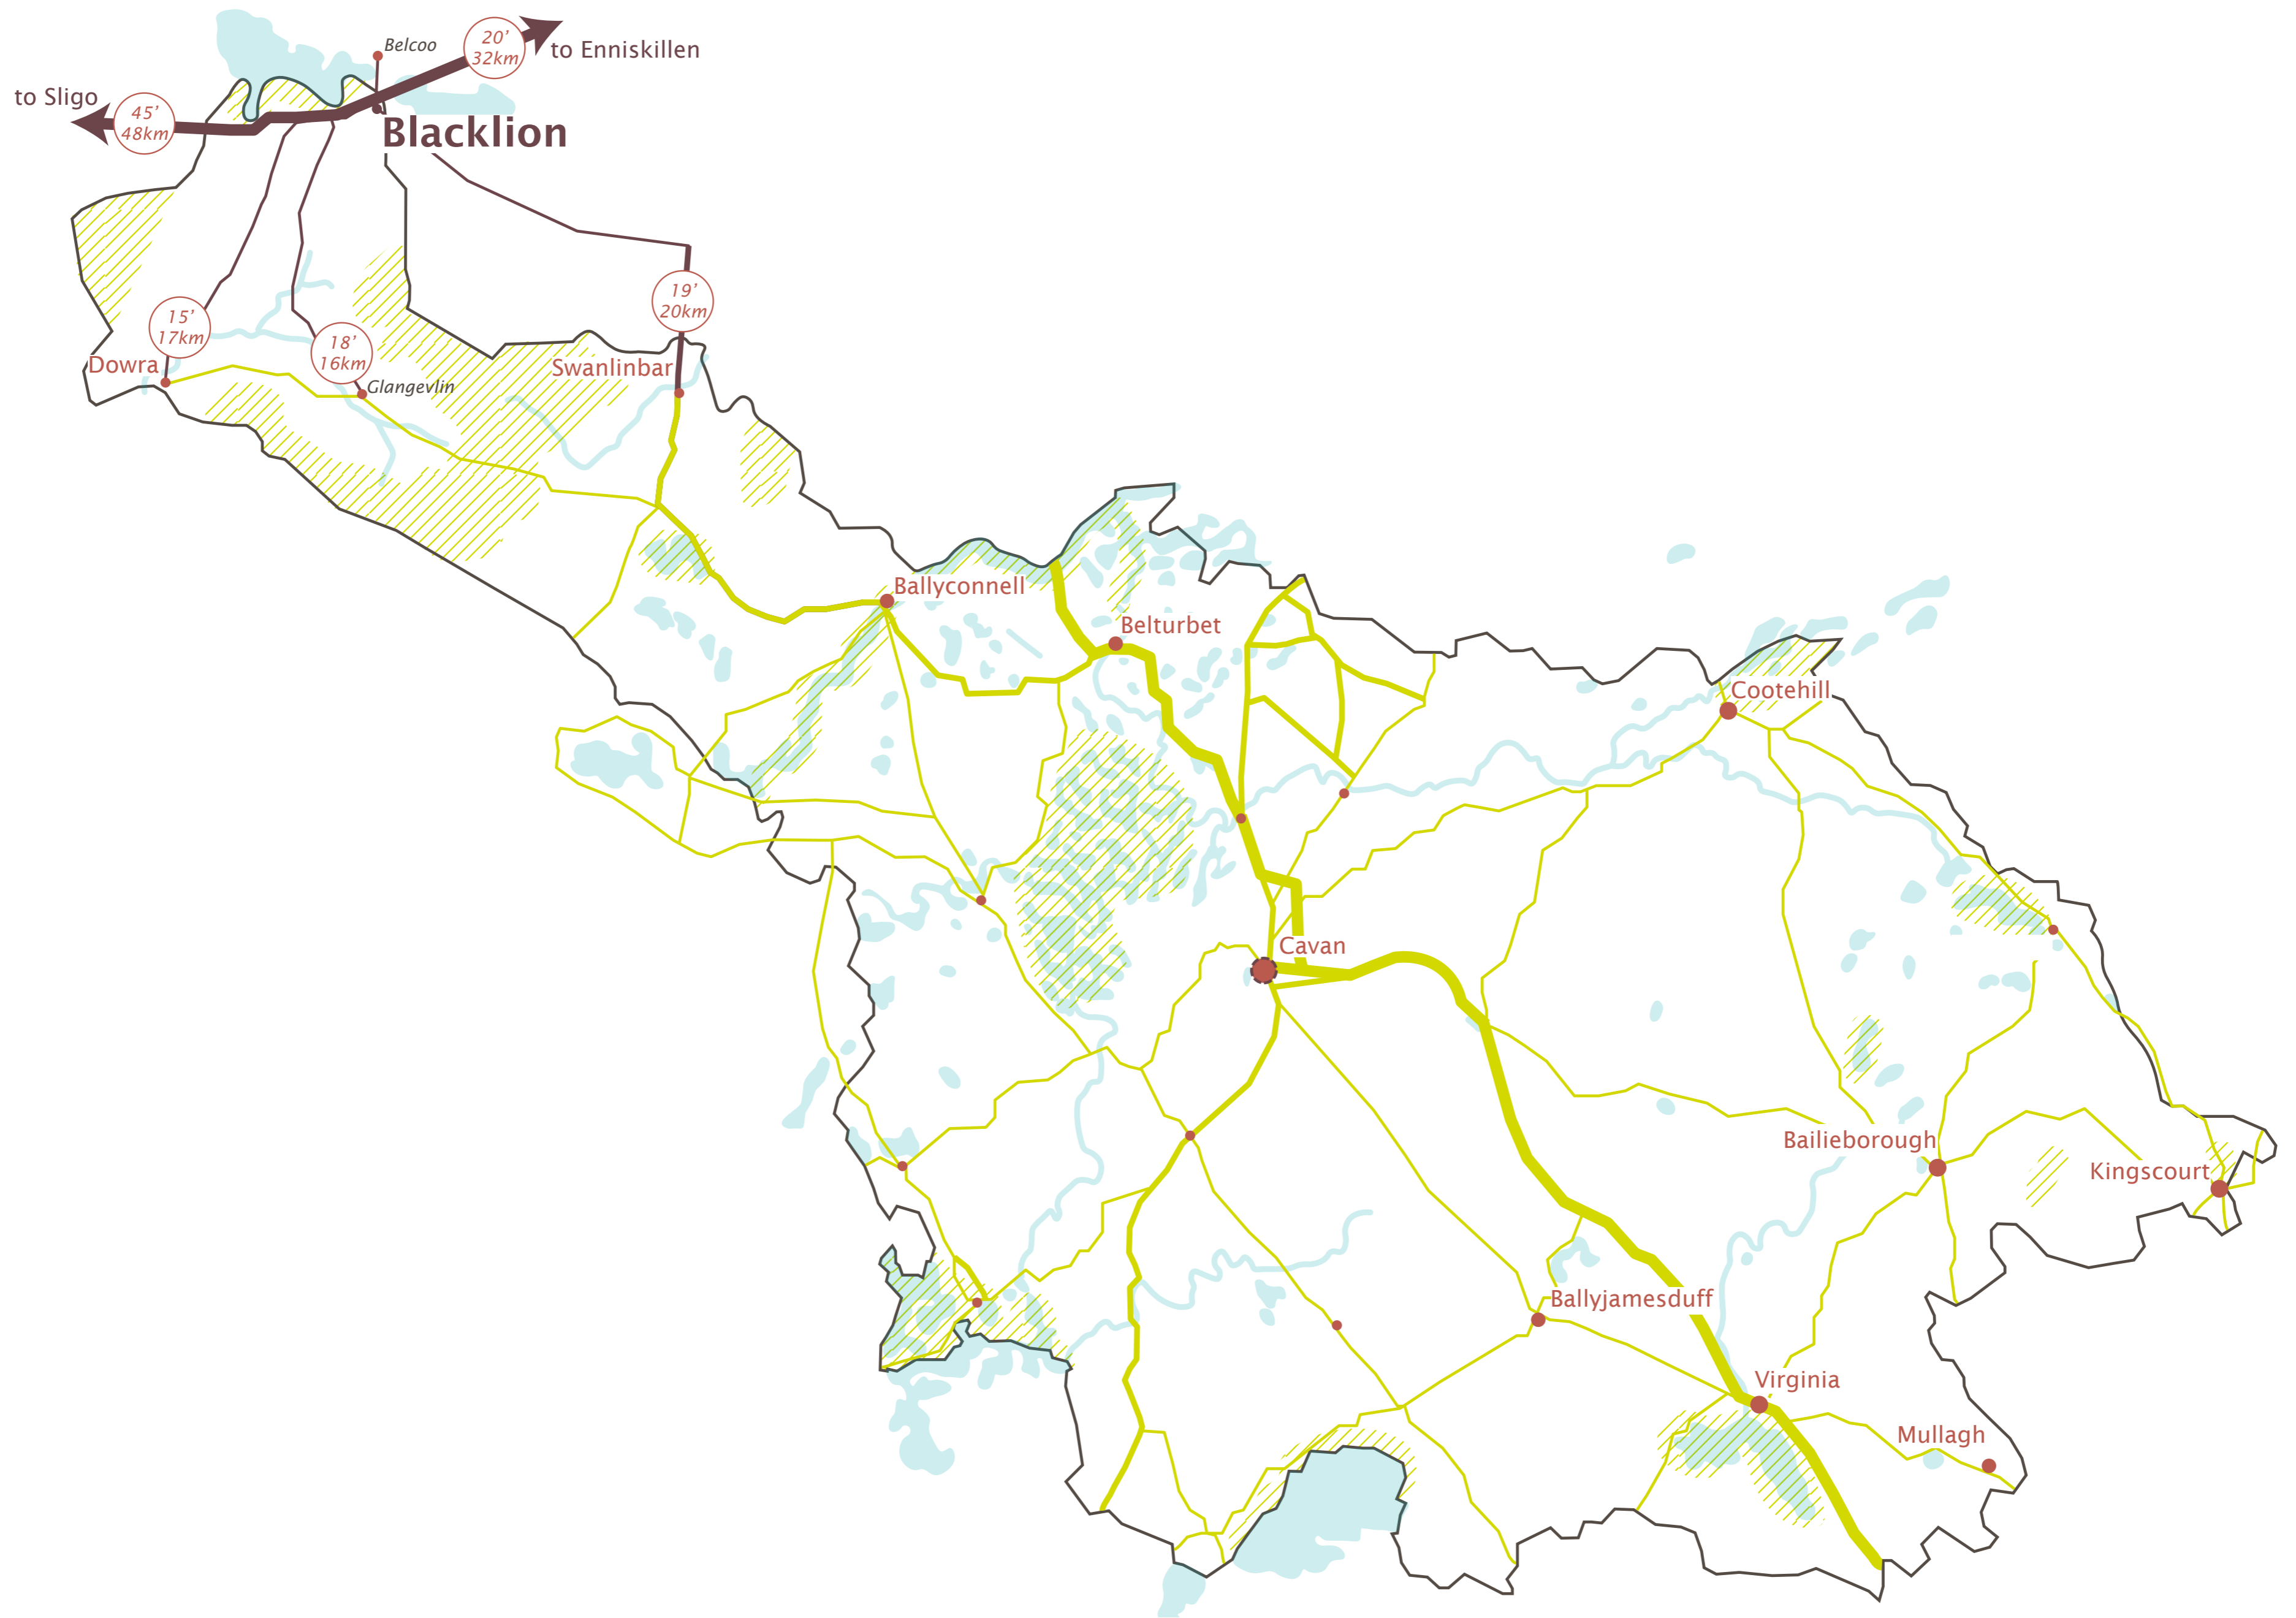 Belcoo
20’
32km
to Enniskillen
to Sligo
45’
48km
Blacklion
19’
20km
15’
17km
18’
16km
Dowra
Swanlinbar
Glangevlin
Ballyconnell
Belturbet
Cootehill
Cavan
Bailieborough
Kingscourt
Ballyjamesduff
Virginia
Mullagh